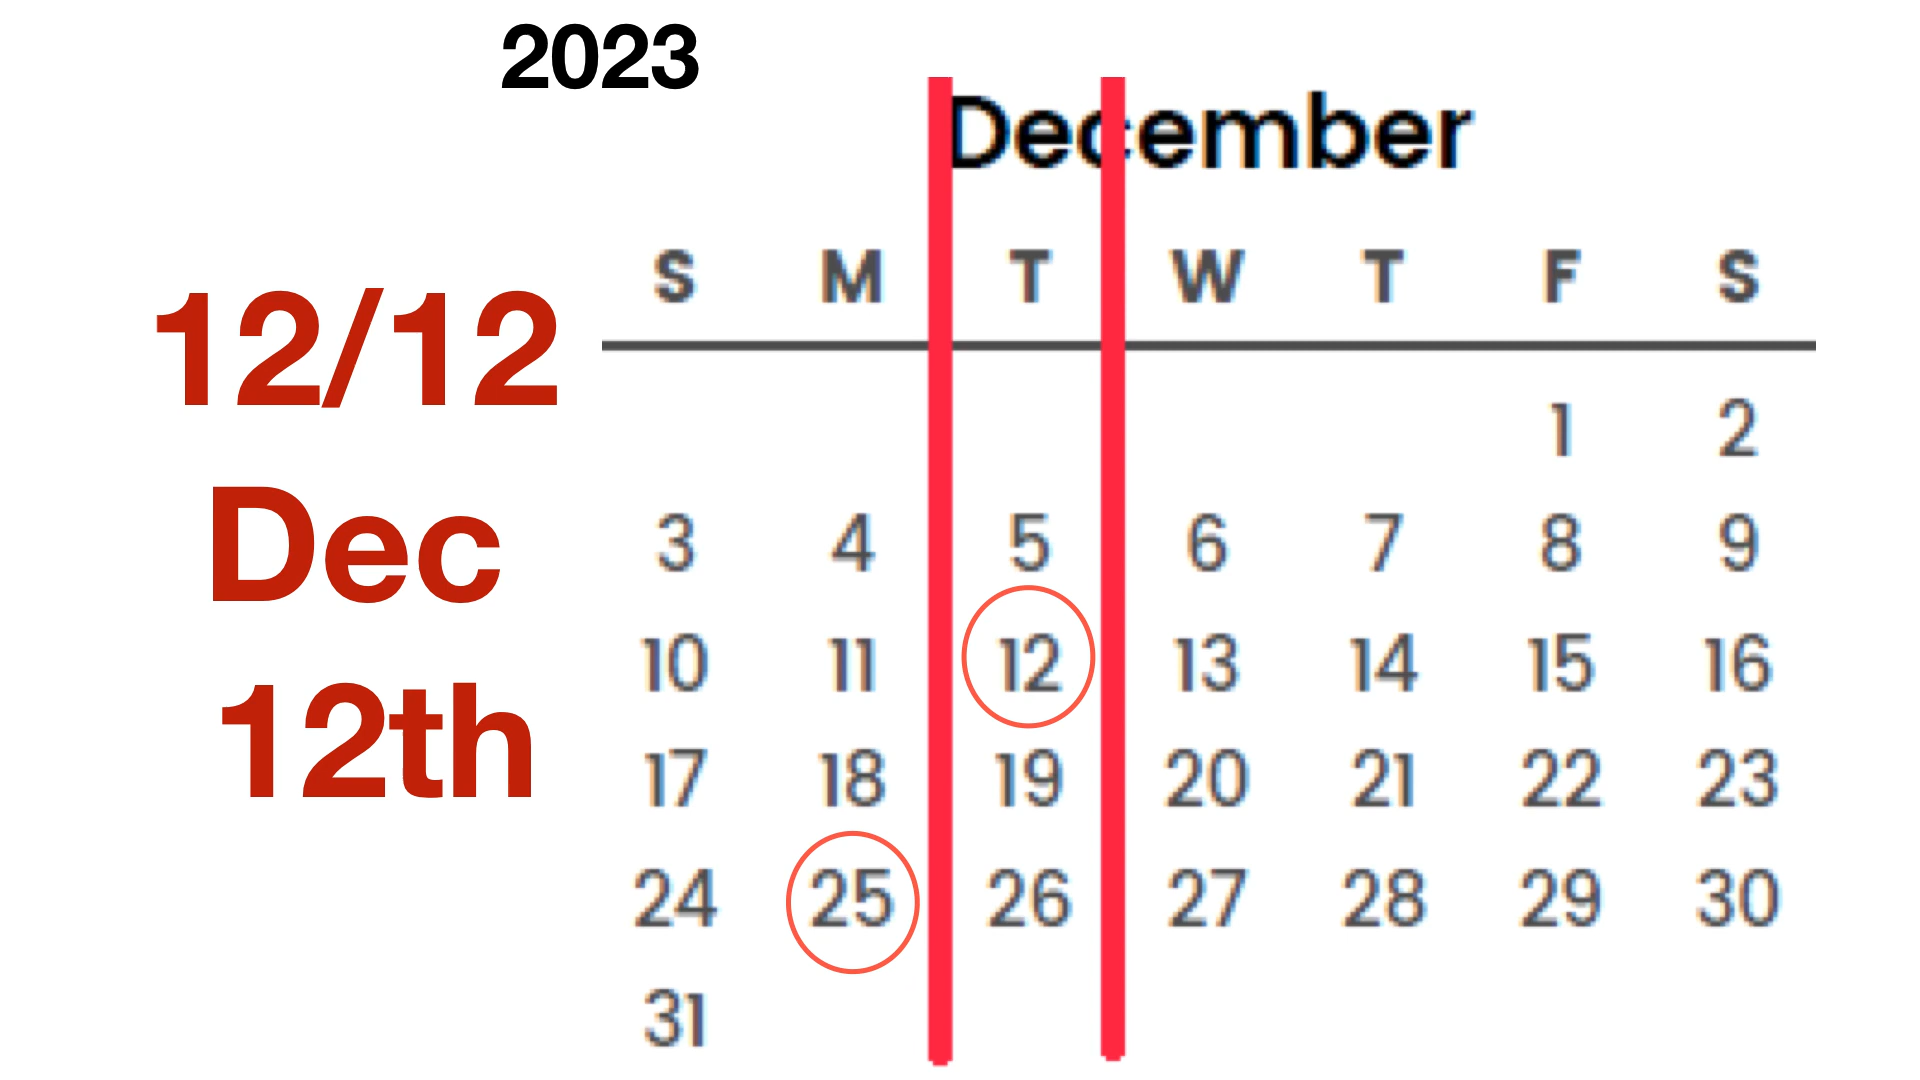 2023
December
S M T W T F S
1 2
3 4 5 6 7 8 9
10 11 12 13 14 15 16
17 18 19 20 21 22 23
24 25 26 27 28 29 30
31
12/12
Dec
12th